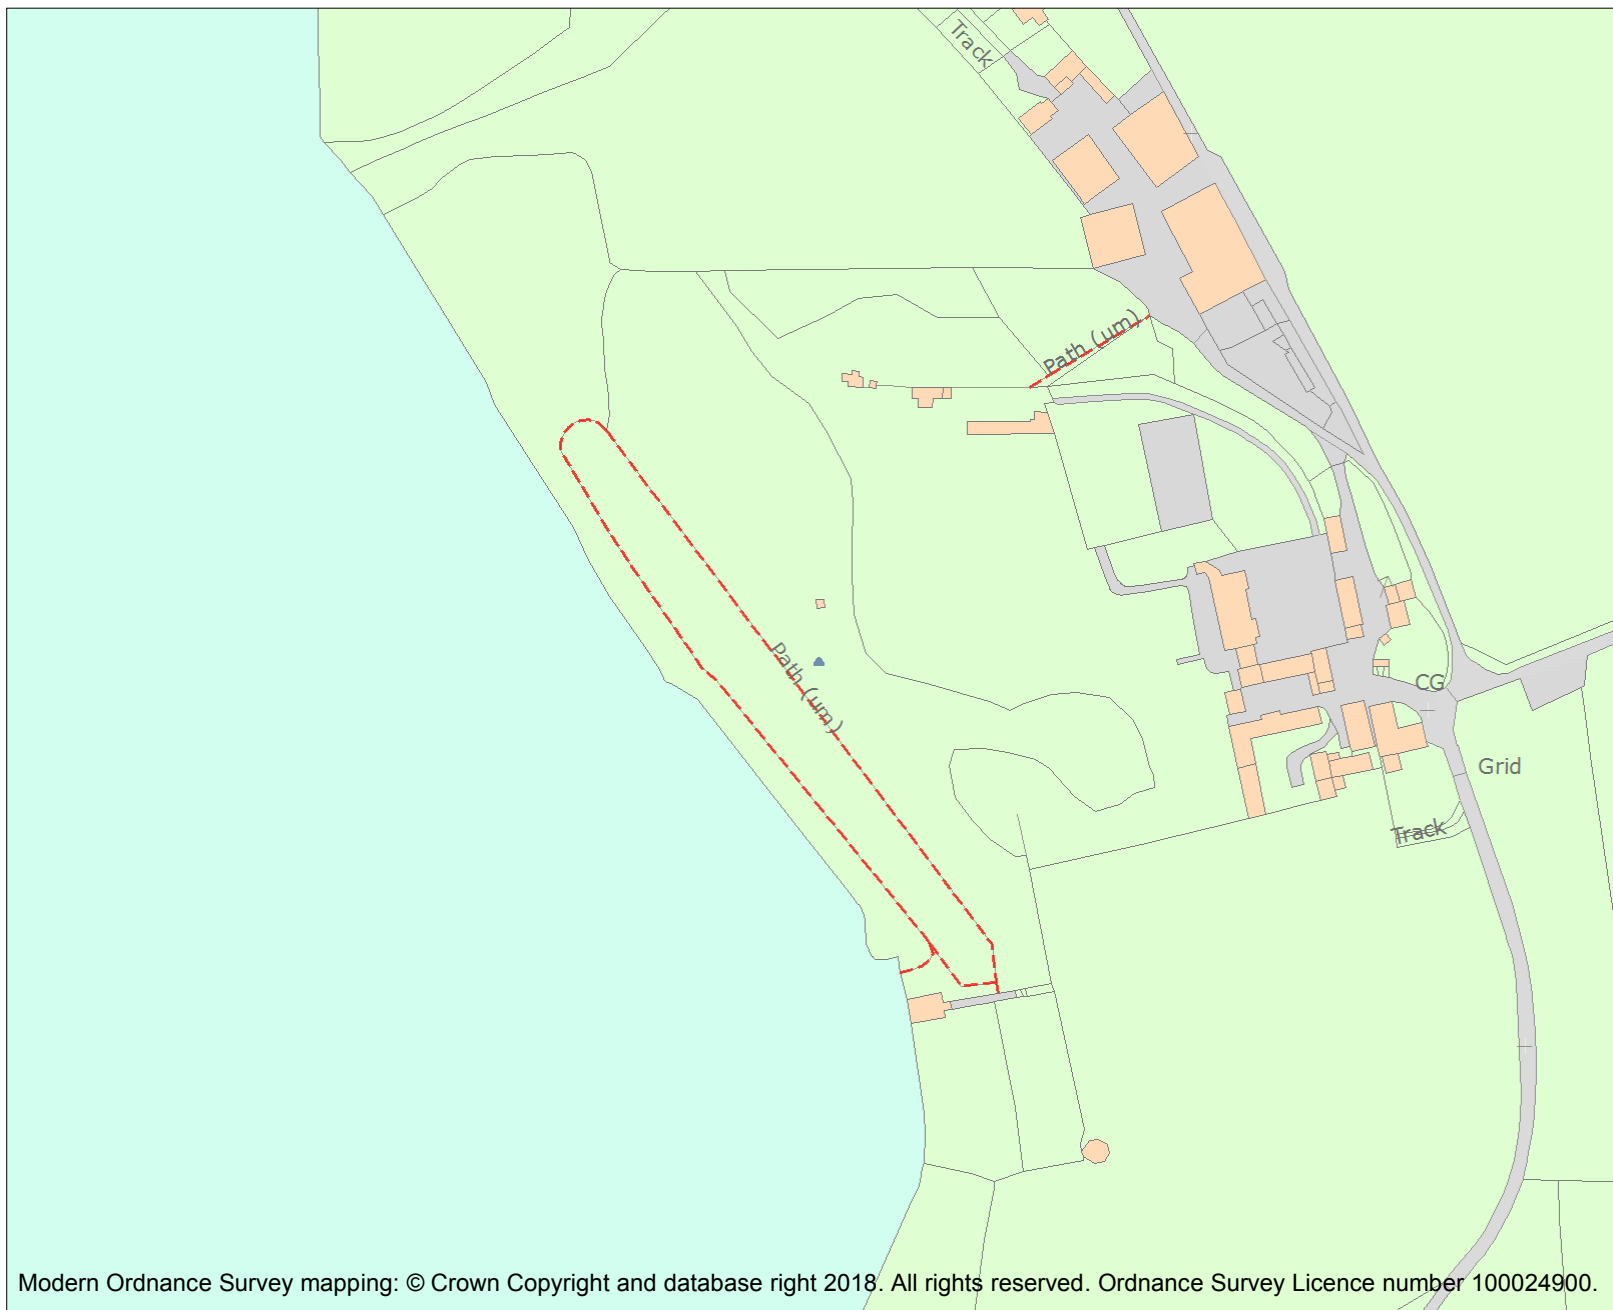 Track
Path (um)
Path (um)
CG
Grid
Track
Modern Ordnance Survey mapping: © Crown Copyright and database right 2018. All rights reserved. Ordnance Survey Licence number 100024900.